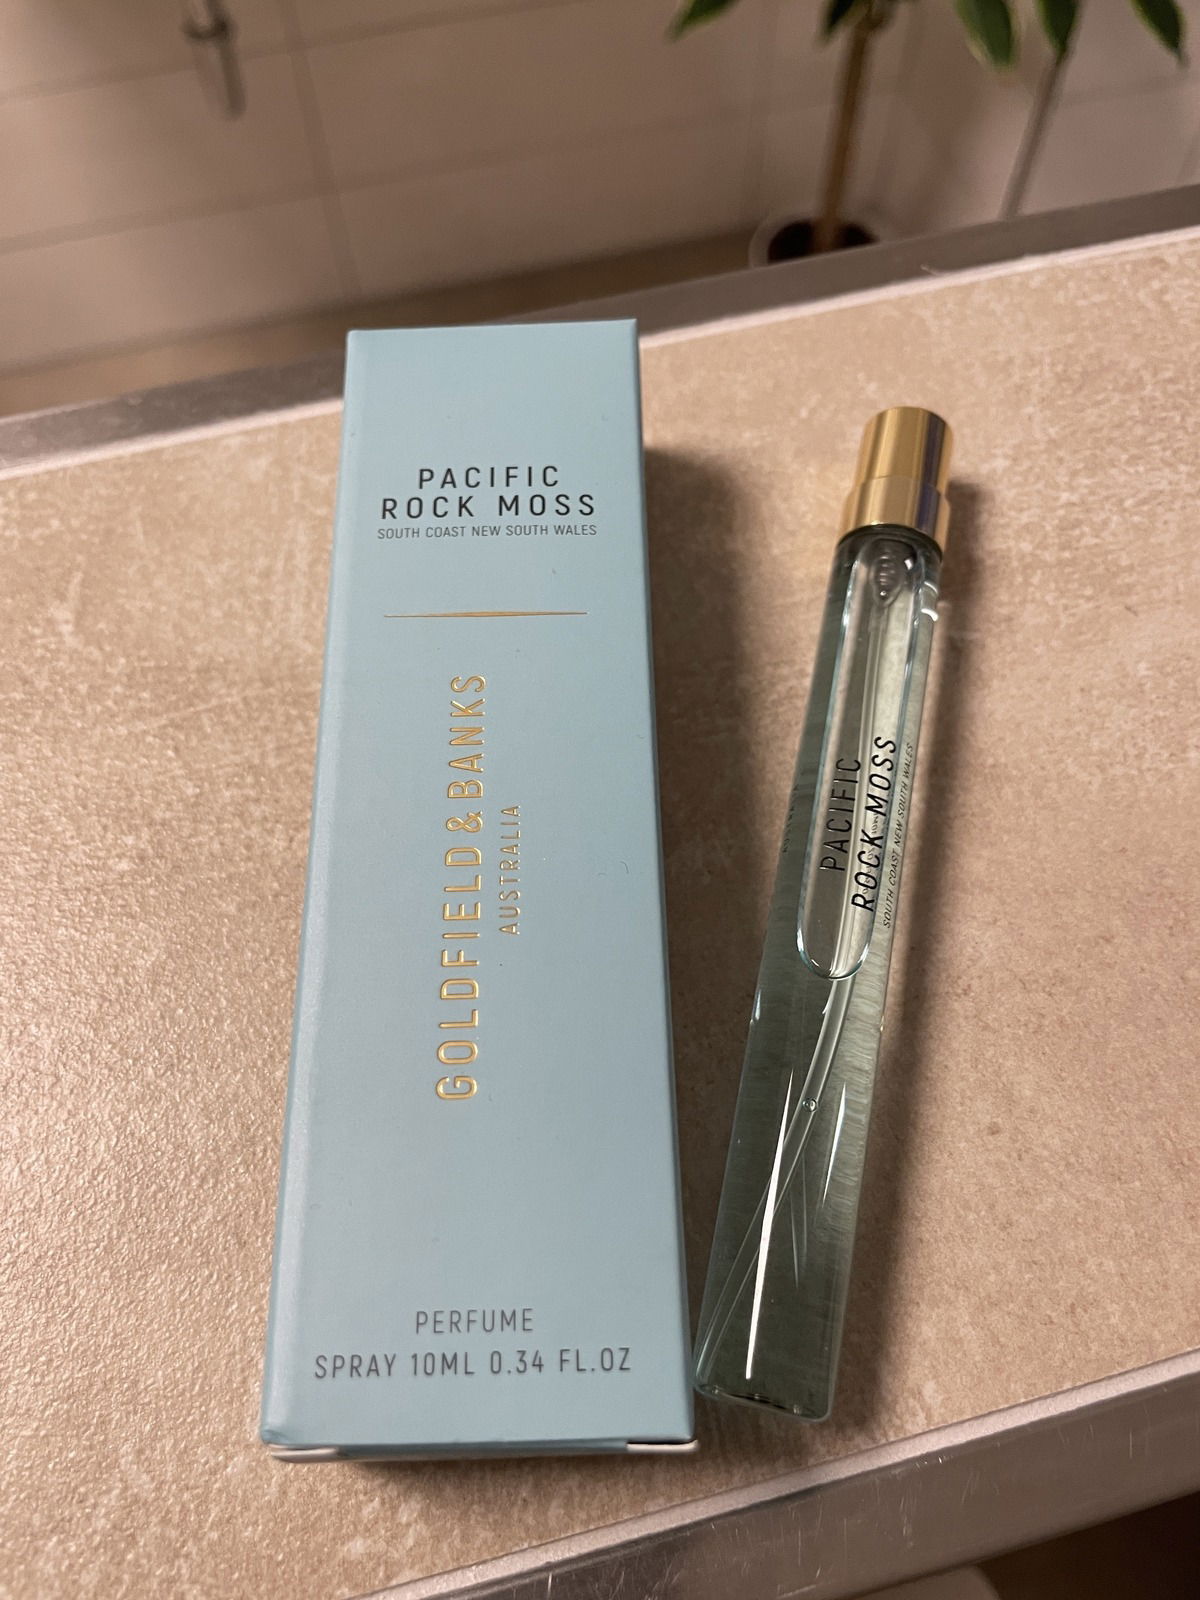 PACIFIC
ROCK MOSS
SOUTH COAST NEW SOUTH WALES
GOLDFIELD & BANKS
AUSTRALIA
PERFUME
SPRAY 10ML 0.34 FL.OZ
PACIFIC
ROCK MOSS
SOUTH COAST NEW SOUTH WALES